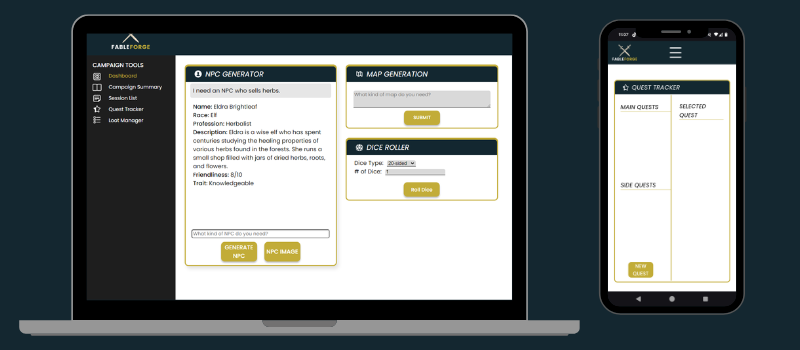 FABLEFORGE
CAMPAIGN TOOLS
Dashboard
Campaign Summary
Session List
Quest Tracker
Loot Manager
NPC GENERATOR
I need an NPC who sells herbs.
Name: Eldra Brightleaf
Race: Elf
Profession: Herbalist
Description: Eldra is a wise elf who has spent
centuries studying the healing properties of
various herbs found in the forests. She runs a
small shop filled with jars of dried herbs, roots,
and flowers.
Friendliness: 8/10
Trait: Knowledgeable
What kind of NPC do you need?
GENERATE
NPC
NPC IMAGE
MAP GENERATION
What kind of map do you need?
SUBMIT
DICE ROLLER
Dice Type: 20-sided
# of Dice: 1
Roll Dice
11:27
FABLEFORGE
QUEST TRACKER
MAIN QUESTS
SELECTED
QUEST
SIDE QUESTS
NEW
QUEST